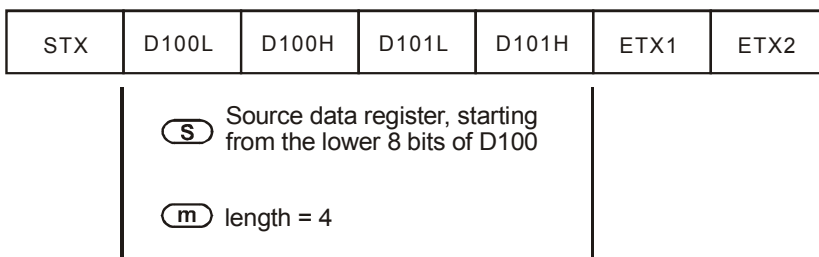 STX D100L D100H D101L D101H ETX1 ETX2
S Source data register, starting
from the lower 8 bits of D100
m length = 4